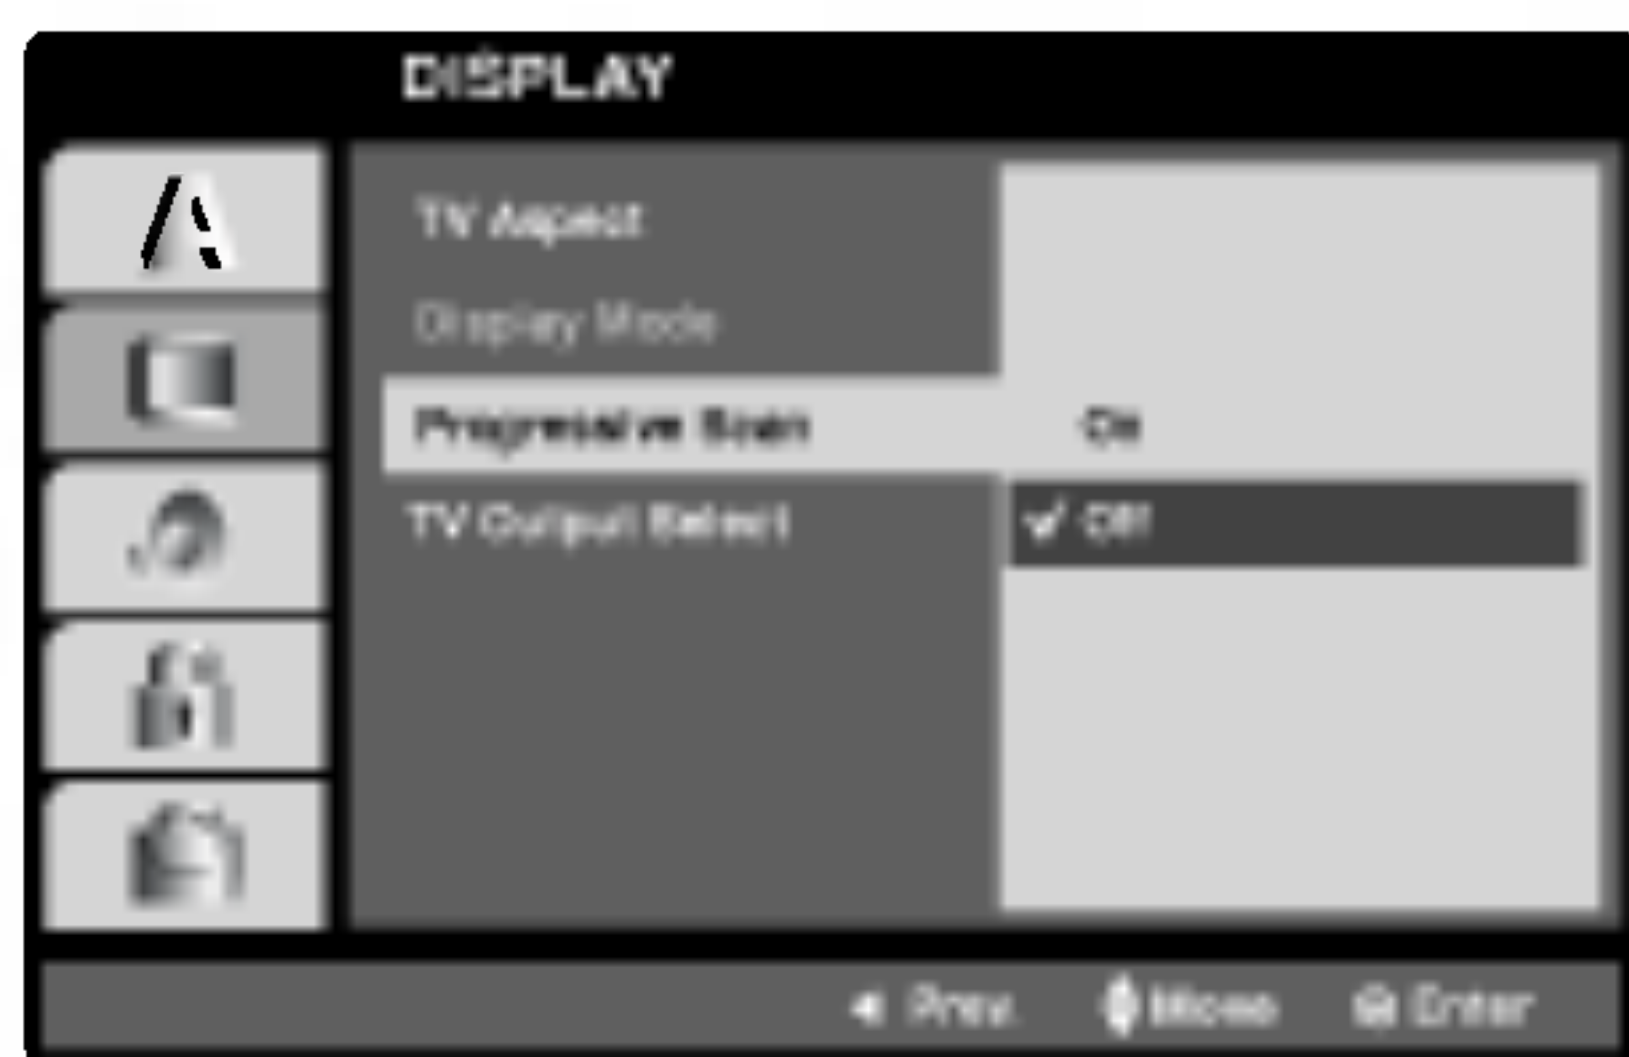 DISPLAY
TV Aspect
Display Mode
Progressive Scan On
TV Output Select ✓ Off
Prev. Move Enter